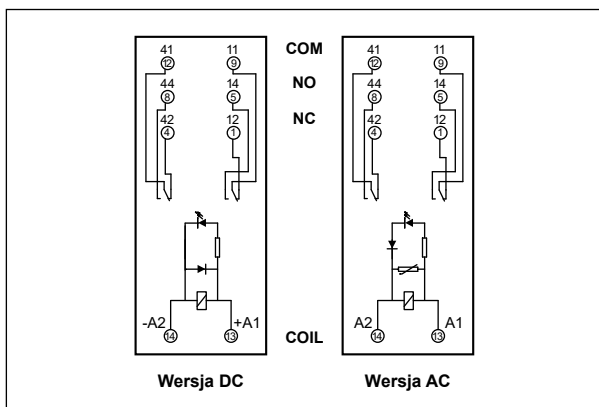 41 11 COM 41 11
12 9 12 9
44 14 NO 44 14
8 5 8 5
42 12 NC 42 12
4 1 4 1
-A2 +A1 COIL A2 A1
14 13 14 13
Wersja DC Wersja AC